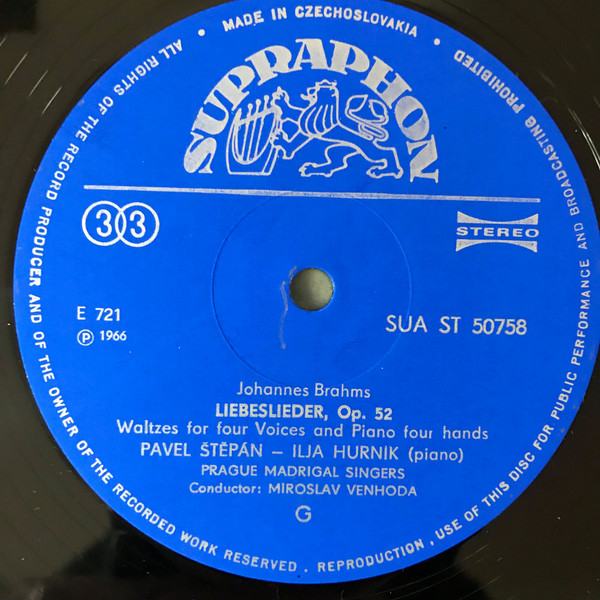 MADE IN CZECHOSLOVAKIA
SUPRAPHON
33
STEREO
E 721
Ⓟ 1966
SUA ST 50758
Johannes Brahms
LIEBESLIEDER, Op. 52
Waltzes for four Voices and Piano four hands
PAVEL ŠTĚPÁN – ILJA HURNIK (piano)
PRAGUE MADRIGAL SINGERS
Conductor: MIROSLAV VENHODA
G
ALL RIGHTS OF THE RECORD PRODUCER AND OF THE OWNER OF THE RECORDED WORK RESERVED . REPRODUCTION , USE OF THIS DISC FOR PUBLIC PERFORMANCE AND BROADCASTING PROHIBITED